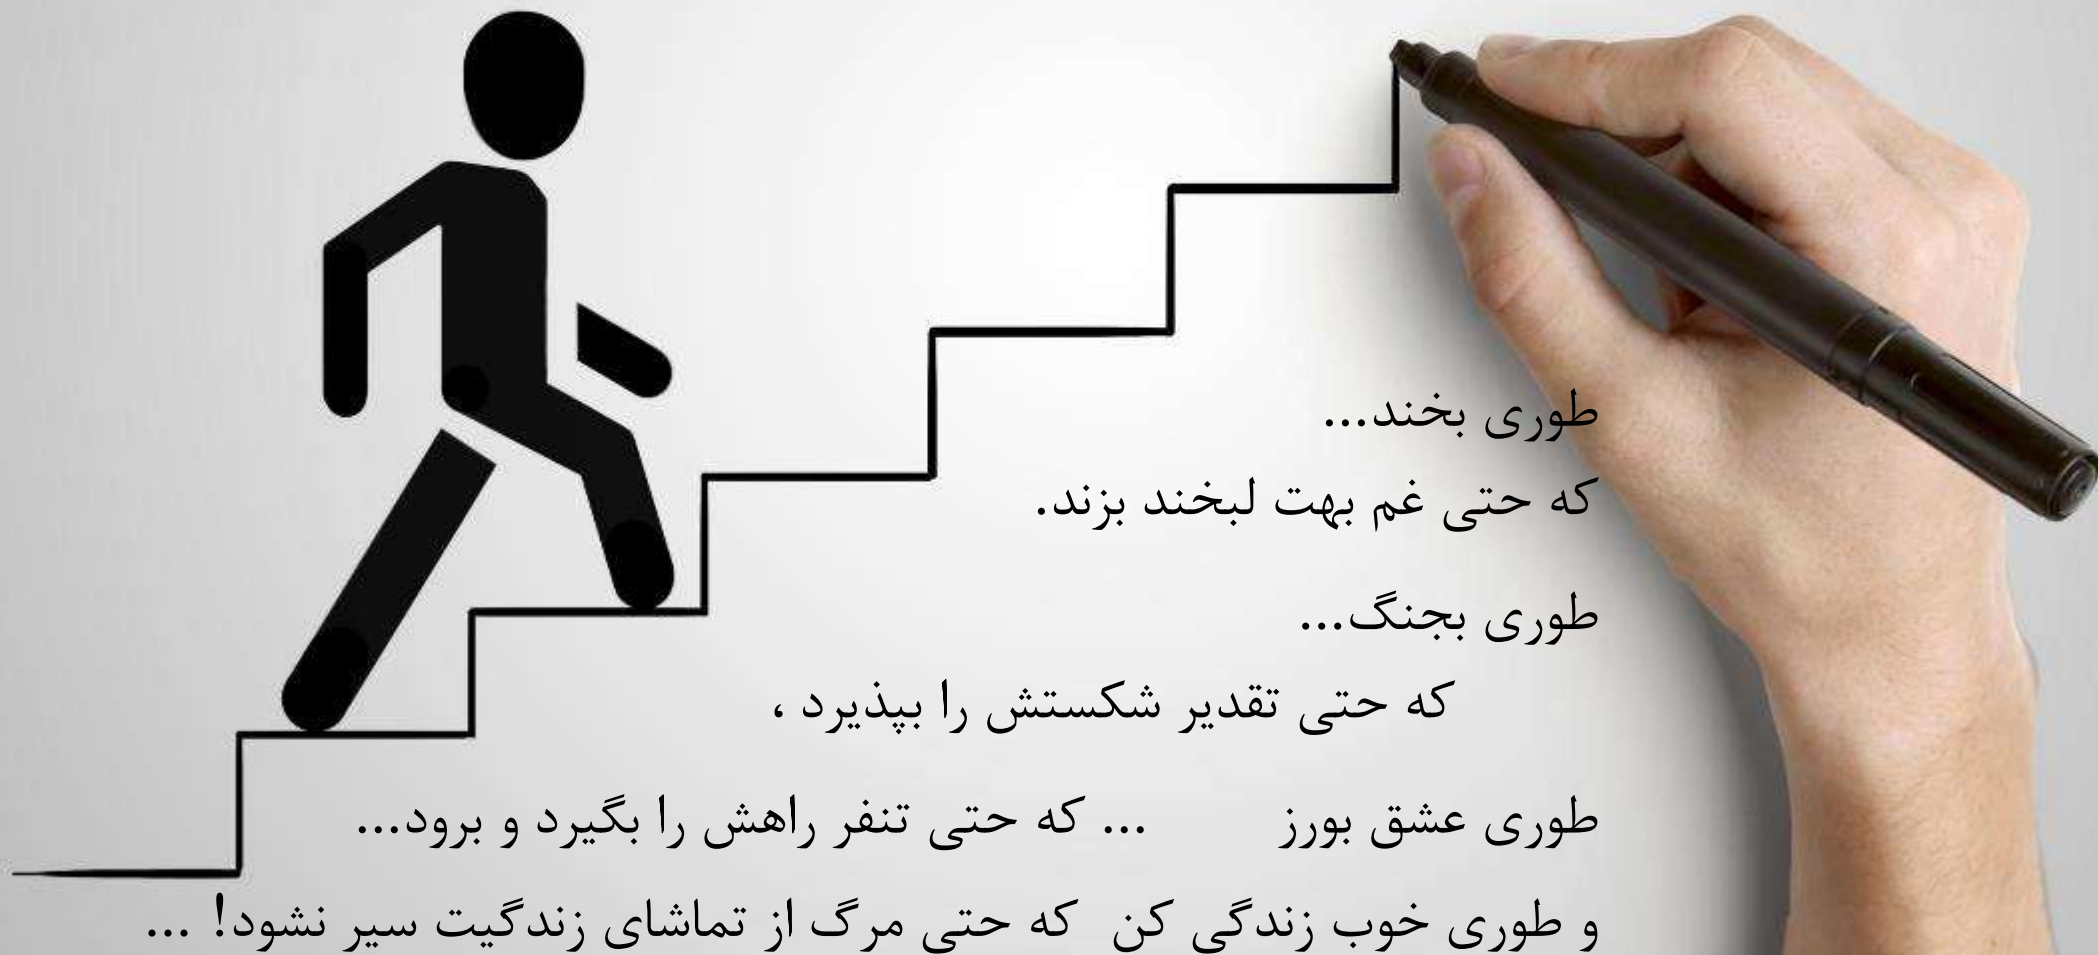 طوری بخند...
که حتی غم بهت لبخند بزند.
طوری بجنگ...
که حتی تقدیر شکستش را بپذیرد ،
طوری عشق بورز ... که حتی تنفر راهش را بگیرد و برود...
و طوری خوب زندگی کن که حتی مرگ از تماشای زندگیت سیر نشود! ...